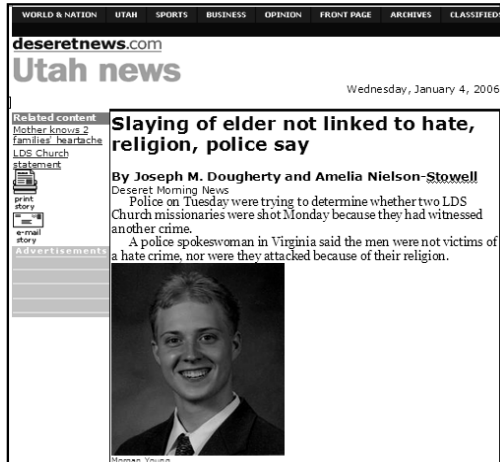 WORLD & NATION UTAH SPORTS BUSINESS OPINION FRONT PAGE ARCHIVES CLASSIFIEDS
deseretnews.com
Utah news
Wednesday, January 4, 2006
Related content
Mother knows 2
families' heartache
LDS Church
statement
print
story
e-mail
story
Advertisements
Slaying of elder not linked to hate,
religion, police say
By Joseph M. Dougherty and Amelia Nielson-Stowell
Deseret Morning News
Police on Tuesday were trying to determine whether two LDS
Church missionaries were shot Monday because they had witnessed
another crime.
A police spokeswoman in Virginia said the men were not victims of
a hate crime, nor were they attacked because of their religion.
Morgan Young